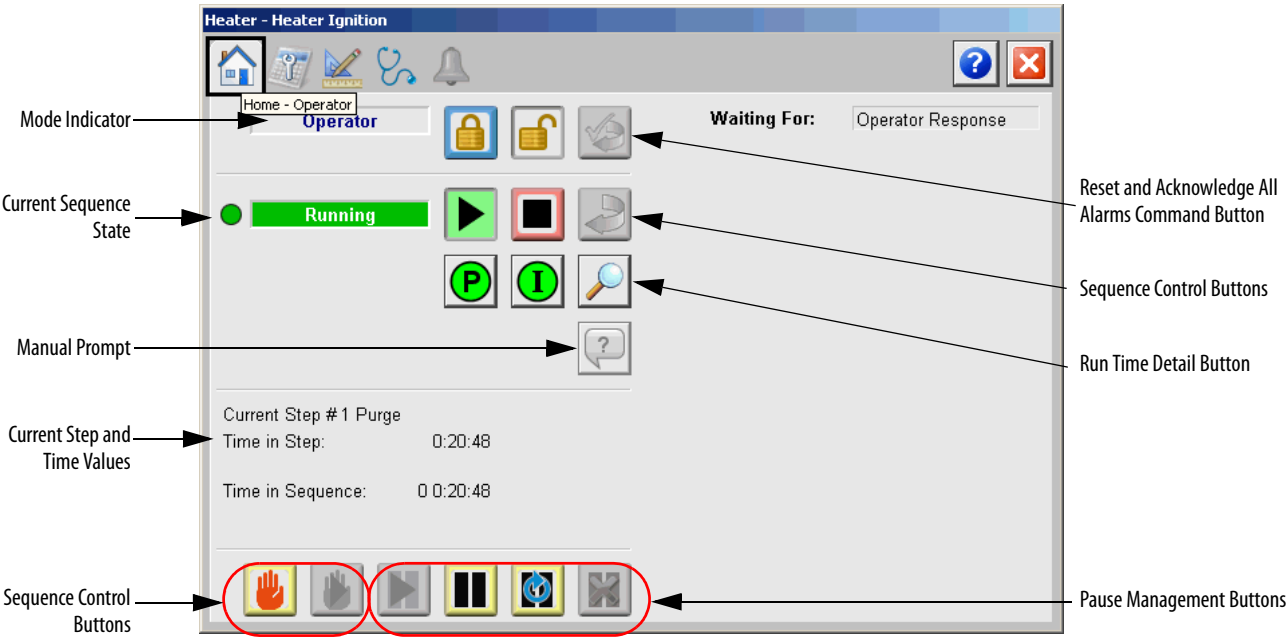 Heater - Heater Ignition
Home - Operator
Mode Indicator
Operator
Waiting For:
Operator Response
Reset and Acknowledge All
Alarms Command Button
Current Sequence
State
Running
Sequence Control Buttons
P
I
Run Time Detail Button
Manual Prompt
?
Current Step and
Time Values
Current Step # 1 Purge
Time in Step: 0:20:48
Time in Sequence: 0 0:20:48
Sequence Control
Buttons
Pause Management Buttons
?